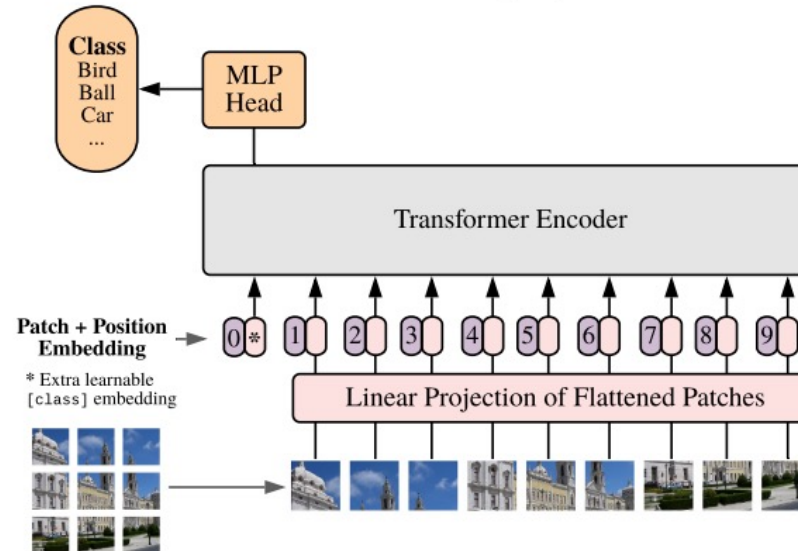 Class
Bird
Ball
Car
...
MLP
Head
Transformer Encoder
Patch + Position
Embedding
0 * 1 2 3 4 5 6 7 8 9
* Extra learnable
[class] embedding
Linear Projection of Flattened Patches